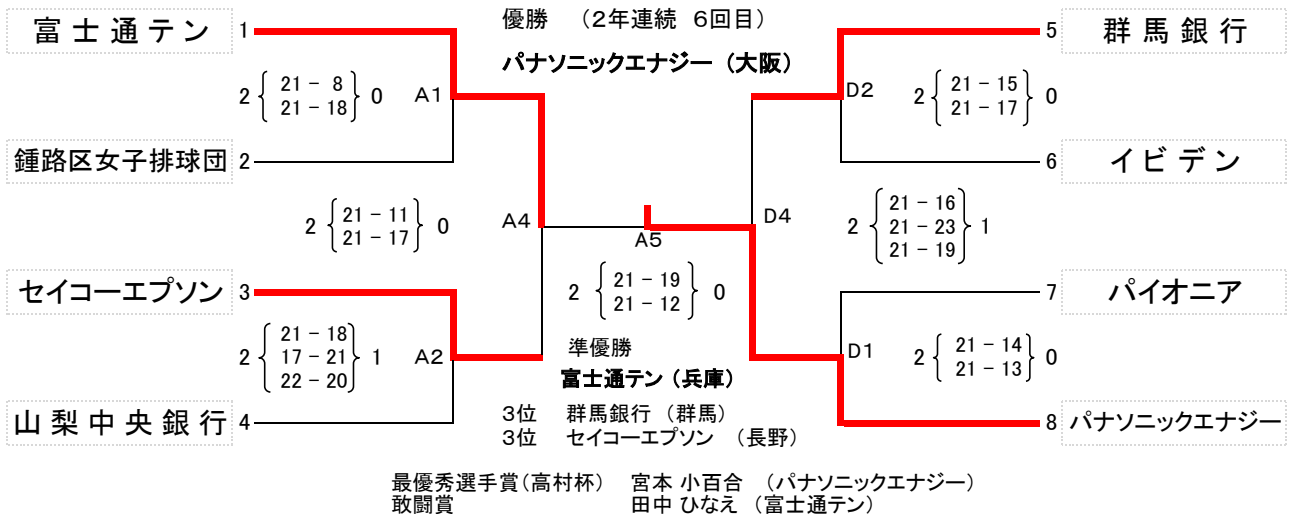 優勝 （２年連続 ６回目）
パナソニックエナジー（大阪）
富士通テン 1
5 群馬銀行
2 21 - 8 0
21 - 18
A1
D2
2 21 - 15 0
21 - 17
鍾路区女子排球団 2
6 イビデン
2 21 - 11 0
21 - 17
A4
A5
D4
2 21 - 16 1
21 - 23
21 - 19
2 21 - 19 0
21 - 12
セイコーエプソン 3
7 パイオニア
2 21 - 18 1
17 - 21
22 - 20
A2
D1
2 21 - 14 0
21 - 13
準優勝
富士通テン（兵庫）
山梨中央銀行 4
8 パナソニックエナジー
３位 群馬銀行（群馬）
３位 セイコーエプソン （長野）
最優秀選手賞（高村杯） 宮本 小百合 （パナソニックエナジー）
敢闘賞 田中 ひなえ（富士通テン）